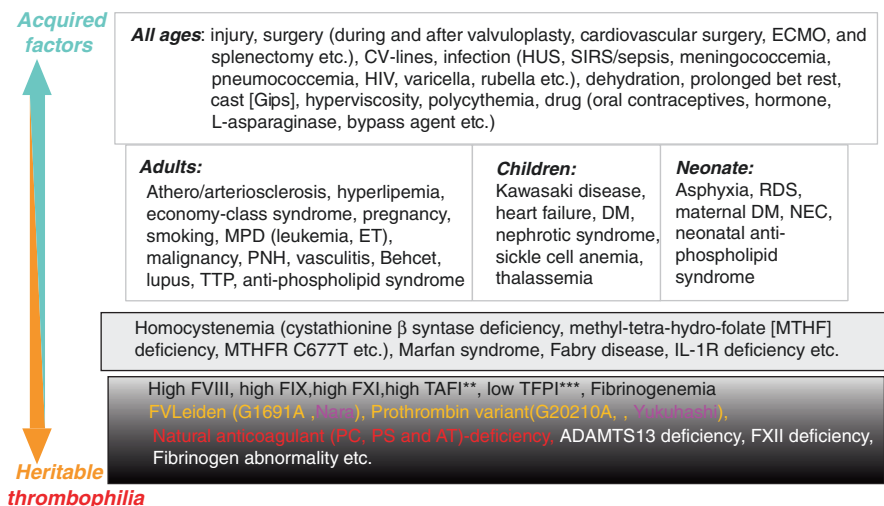 Acquired
factors
All ages: injury, surgery (during and after valvuloplasty, cardiovascular surgery, ECMO, and
splenectomy etc.), CV-lines, infection (HUS, SIRS/sepsis, meningococcemia,
pneumococcemia, HIV, varicella, rubella etc.), dehydration, prolonged bet rest,
cast [Gips], hyperviscosity, polycythemia, drug (oral contraceptives, hormone,
L-asparaginase, bypass agent etc.)
Adults:
Athero/arteriosclerosis, hyperlipemia,
economy-class syndrome, pregnancy,
smoking, MPD (leukemia, ET),
malignancy, PNH, vasculitis, Behcet,
lupus, TTP, anti-phospholipid syndrome
Children:
Kawasaki disease,
heart failure, DM,
nephrotic syndrome,
sickle cell anemia,
thalassemia
Neonate:
Asphyxia, RDS,
maternal DM, NEC,
neonatal anti-
phospholipid
syndrome
Homocystenemia (cystathionine β syntase deficiency, methyl-tetra-hydro-folate [MTHF]
deficiency, MTHFR C677T etc.), Marfan syndrome, Fabry disease, IL-1R deficiency etc.
High FVIII, high FIX,high FXI,high TAFI**, low TFPI***, Fibrinogenemia
FVLeiden (G1691A ,Nara), Prothrombin variant(G20210A, , Yukuhashi),
Natural anticoagulant (PC, PS and AT)-deficiency, ADAMTS13 deficiency, FXII deficiency,
Fibrinogen abnormality etc.
Heritable
thrombophilia